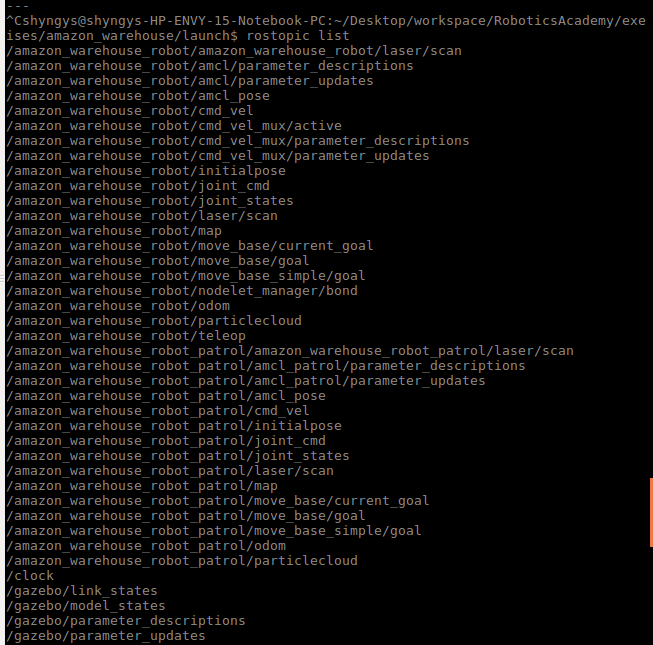 ---
^Cshyngys@shyngys-HP-ENVY-15-Notebook-PC:~/Desktop/workspace/RoboticsAcademy/exe
ises/amazon_warehouse/launch$ rostopic list
/amazon_warehouse_robot/amazon_warehouse_robot/laser/scan
/amazon_warehouse_robot/amcl/parameter_descriptions
/amazon_warehouse_robot/amcl/parameter_updates
/amazon_warehouse_robot/amcl_pose
/amazon_warehouse_robot/cmd_vel
/amazon_warehouse_robot/cmd_vel_mux/active
/amazon_warehouse_robot/cmd_vel_mux/parameter_descriptions
/amazon_warehouse_robot/cmd_vel_mux/parameter_updates
/amazon_warehouse_robot/initialpose
/amazon_warehouse_robot/joint_cmd
/amazon_warehouse_robot/joint_states
/amazon_warehouse_robot/laser/scan
/amazon_warehouse_robot/map
/amazon_warehouse_robot/move_base/current_goal
/amazon_warehouse_robot/move_base/goal
/amazon_warehouse_robot/move_base_simple/goal
/amazon_warehouse_robot/nodelet_manager/bond
/amazon_warehouse_robot/odom
/amazon_warehouse_robot/particlecloud
/amazon_warehouse_robot/teleop
/amazon_warehouse_robot_patrol/amazon_warehouse_robot_patrol/laser/scan
/amazon_warehouse_robot_patrol/amcl_patrol/parameter_descriptions
/amazon_warehouse_robot_patrol/amcl_patrol/parameter_updates
/amazon_warehouse_robot_patrol/amcl_pose
/amazon_warehouse_robot_patrol/cmd_vel
/amazon_warehouse_robot_patrol/initialpose
/amazon_warehouse_robot_patrol/joint_cmd
/amazon_warehouse_robot_patrol/joint_states
/amazon_warehouse_robot_patrol/laser/scan
/amazon_warehouse_robot_patrol/map
/amazon_warehouse_robot_patrol/move_base/current_goal
/amazon_warehouse_robot_patrol/move_base/goal
/amazon_warehouse_robot_patrol/move_base_simple/goal
/amazon_warehouse_robot_patrol/odom
/amazon_warehouse_robot_patrol/particlecloud
/clock
/gazebo/link_states
/gazebo/model_states
/gazebo/parameter_descriptions
/gazebo/parameter_updates